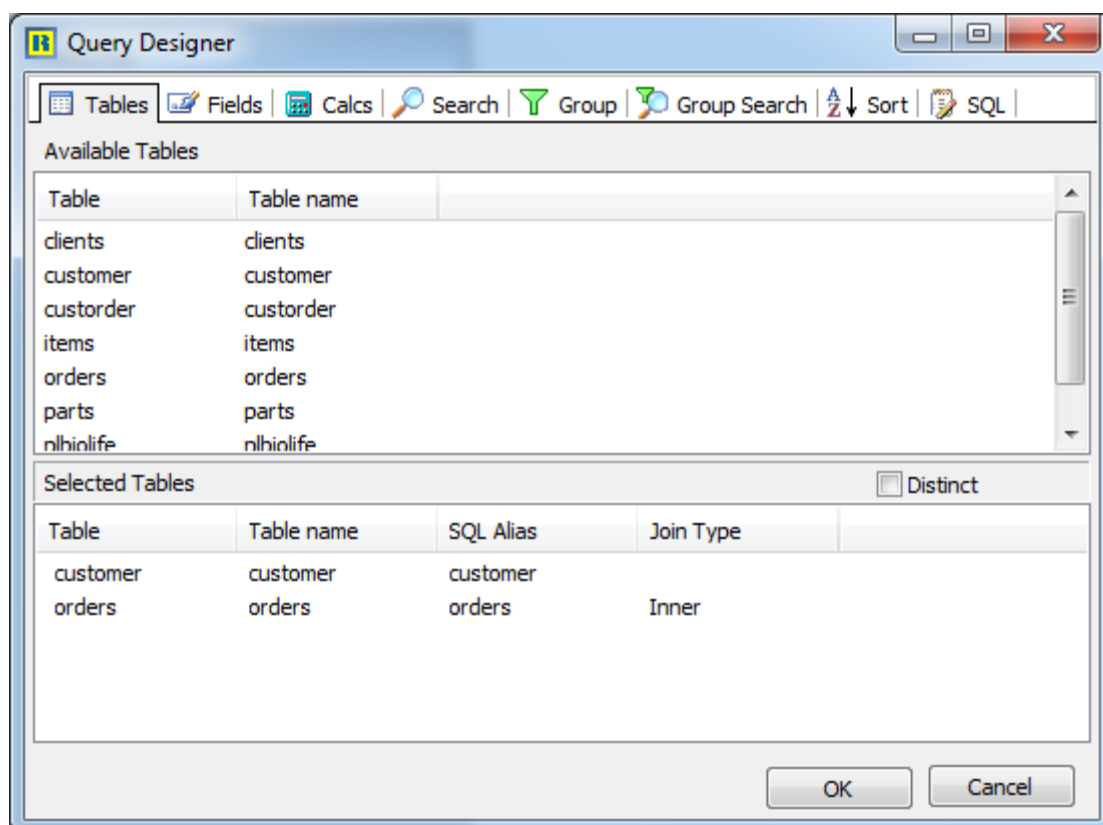 Query Designer
Tables Fields Calcs Search Group Group Search Sort SQL
Available Tables
Table Table name
clients clients
customer customer
custorder custorder
items items
orders orders
parts parts
plbiolife plbiolife
Selected Tables Distinct
Table Table name SQL Alias Join Type
customer customer customer
orders orders orders Inner
OK Cancel